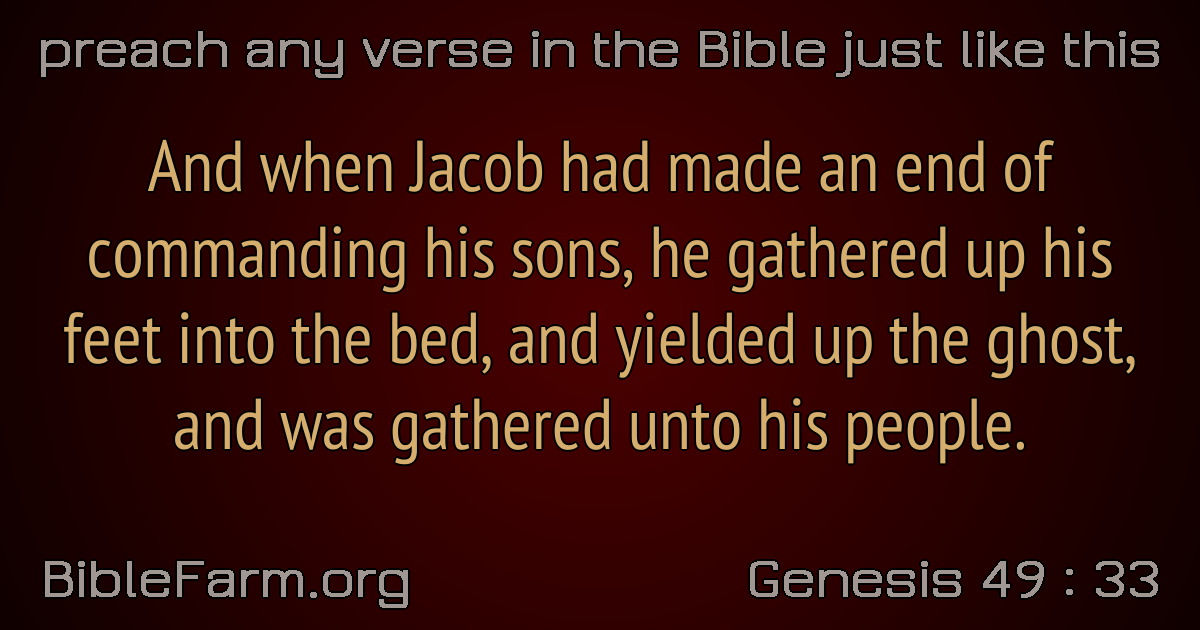 preach any verse in the Bible just like this
And when Jacob had made an end of
commanding his sons, he gathered up his
feet into the bed, and yielded up the ghost,
and was gathered unto his people.
BibleFarm.org
Genesis 49 : 33